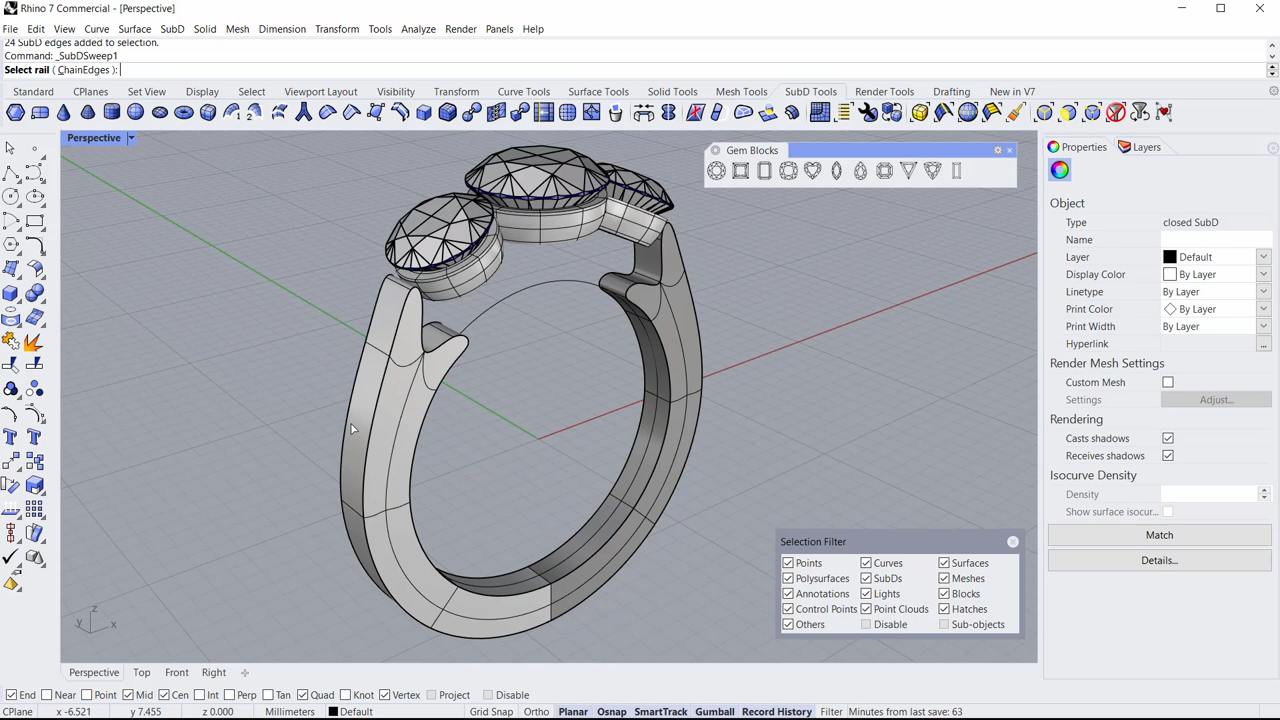 Rhino 7 Commercial - [Perspective]
File Edit View Curve Surface SubD Solid Mesh Dimension Transform Tools Analyze Render Panels Help
24 SubD edges added to selection.
Command: _SubDSweep1
Select rail ( ChainEdges ):
Standard CPlanes Set View Display Select Viewport Layout Visibility Transform Curve Tools Surface Tools Solid Tools Mesh Tools SubD Tools Render Tools Drafting New in V7
Perspective
Gem Blocks
Properties Layers
Object
Type closed SubD
Name
Layer Default
Display Color By Layer
Linetype By Layer
Print Color By Layer
Print Width By Layer
Hyperlink ...
Render Mesh Settings
Custom Mesh
Settings Adjust...
Rendering
Casts shadows
Receives shadows
Isocurve Density
Density
Show surface isocur...
Match
Details...
Selection Filter
Points Curves Surfaces
Polysurfaces SubDs Meshes
Annotations Lights Blocks
Control Points Point Clouds Hatches
Others Disable Sub-objects
z
y x
Perspective Top Front Right
End Near Point Mid Cen Int Perp Tan Quad Knot Vertex Project Disable
CPlane x -6.521 y 7.455 z 0.000 Millimeters Default Grid Snap Ortho Planar Osnap SmartTrack Gumball Record History Filter Minutes from last save: 63